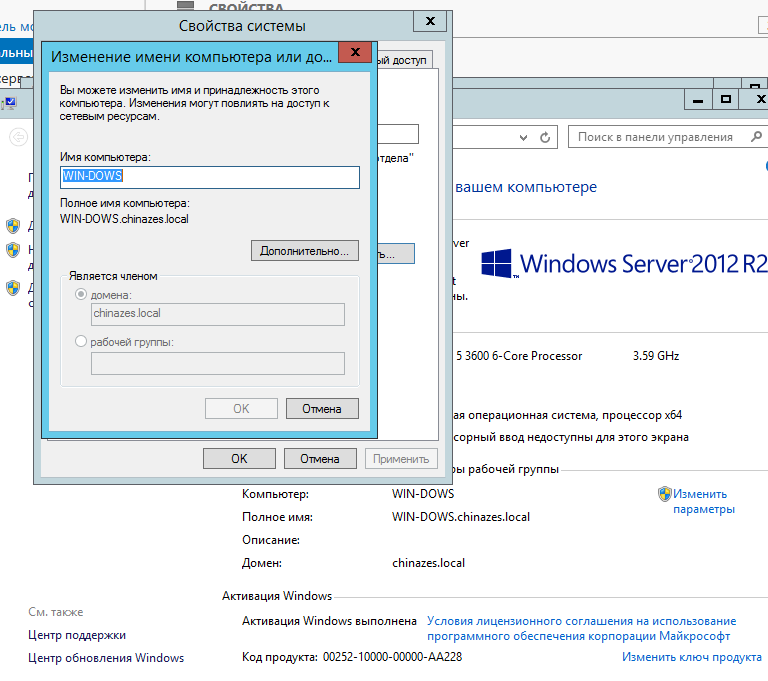 СВОЙСТВА
Свойства системы
Изменение имени компьютера или до...
ый доступ
Вы можете изменить имя и принадлежность этого
компьютера. Изменения могут повлиять на доступ к
сетевым ресурсам.
Имя компьютера:
WIN-DOWS
Полное имя компьютера:
WIN-DOWS.chinazes.local
Дополнительно...
Является членом
домена:
chinazes.local
рабочей группы:
OK
Отмена
OK
Отмена
Применить
Поиск в панели управления
вашем компьютере
Windows Server 2012 R2
5 3600 6-Core Processor
3.59 GHz
ая операционная система, процессор x64
сорный ввод недоступны для этого экрана
ры рабочей группы
Компьютер:
WIN-DOWS
Изменить
параметры
Полное имя:
WIN-DOWS.chinazes.local
Описание:
Домен:
chinazes.local
Активация Windows
Активация Windows выполнена
Условия лицензионного соглашения на использование
программного обеспечения корпорации Майкрософт
Код продукта: 00252-10000-00000-AA228
Изменить ключ продукта
См. также
Центр поддержки
Центр обновления Windows